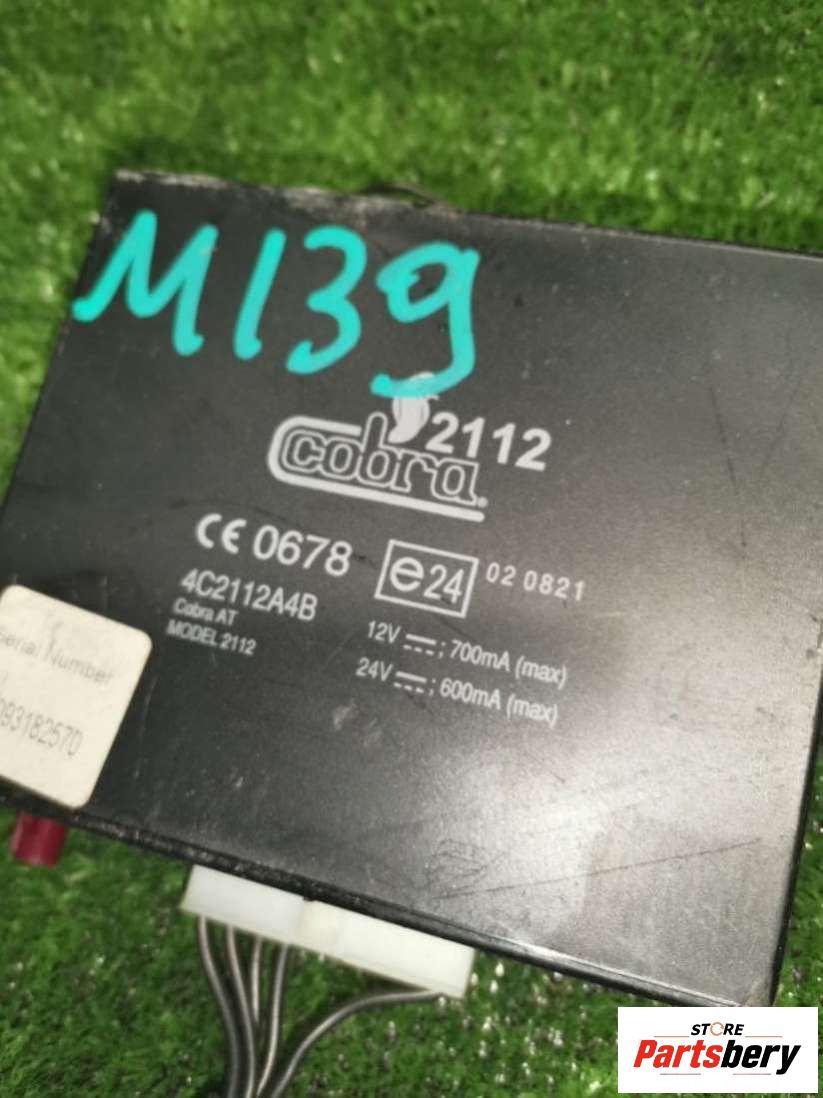 M139
cobra 2112
CE 0678 e24 02 0821
4C2112A4B
Cobra AT
MODEL 2112
12V ; 700mA (max)
24V ; 600mA (max)
Serial Number
093182570
STORE
Partsbery